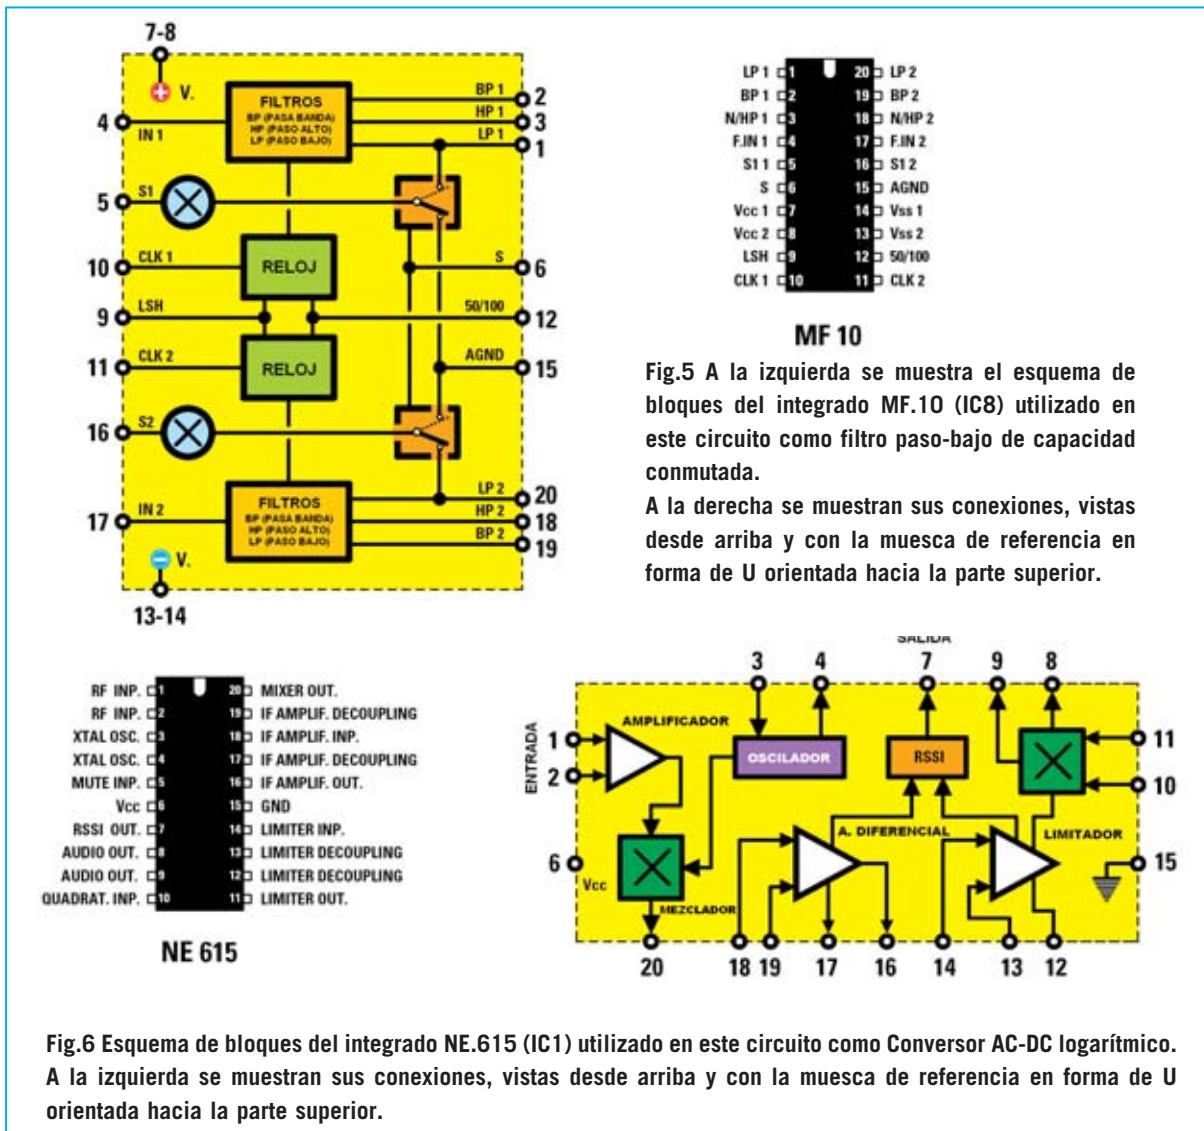 7-8
V.
4
IN 1
FILTROS
BP (PASA BANDA)
HP (PASO ALTO)
LP (PASO BAJO)
BP 1
2
HP 1
3
LP 1
1
5
S1
10
CLK 1
RELOJ
S
6
9
LSH
50/100
12
11
CLK 2
RELOJ
AGND
15
16
S2
17
IN 2
FILTROS
BP (PASA BANDA)
HP (PASO ALTO)
LP (PASO BAJO)
LP 2
20
HP 2
18
BP 2
19
V.
13-14
LP 1 1 20 LP 2
BP 1 2 19 BP 2
N/HP 1 3 18 N/HP 2
F.IN 1 4 17 F.IN 2
S1 1 5 16 S1 2
S 6 15 AGND
Vcc 1 7 14 Vss 1
Vcc 2 8 13 Vss 2
LSH 9 12 50/100
CLK 1 10 11 CLK 2
MF 10
Fig.5 A la izquierda se muestra el esquema de
bloques del integrado MF.10 (IC8) utilizado en
este circuito como filtro paso-bajo de capacidad
conmutada.
A la derecha se muestran sus conexiones, vistas
desde arriba y con la muesca de referencia en
forma de U orientada hacia la parte superior.
RF INP. 1 20 MIXER OUT.
RF INP. 2 19 IF AMPLIF. DECOUPLING
XTAL OSC. 3 18 IF AMPLIF. INP.
XTAL OSC. 4 17 IF AMPLIF. DECOUPLING
MUTE INP. 5 16 IF AMPLIF. OUT.
Vcc 6 15 GND
RSSI OUT. 7 14 LIMITER INP.
AUDIO OUT. 8 13 LIMITER DECOUPLING
AUDIO OUT. 9 12 LIMITER DECOUPLING
QUADRAT. INP. 10 11 LIMITER OUT.
NE 615
SALIDA
3 4 7 9 8
ENTRADA
1
2
AMPLIFICADOR
OSCILADOR
RSSI
11
10
A. DIFERENCIAL
LIMITADOR
6
Vcc
15
MEZCLADOR
20 18 19 17 16 14 13 12
Fig.6 Esquema de bloques del integrado NE.615 (IC1) utilizado en este circuito como Conversor AC-DC logarítmico.
A la izquierda se muestran sus conexiones, vistas desde arriba y con la muesca de referencia en forma de U
orientada hacia la parte superior.